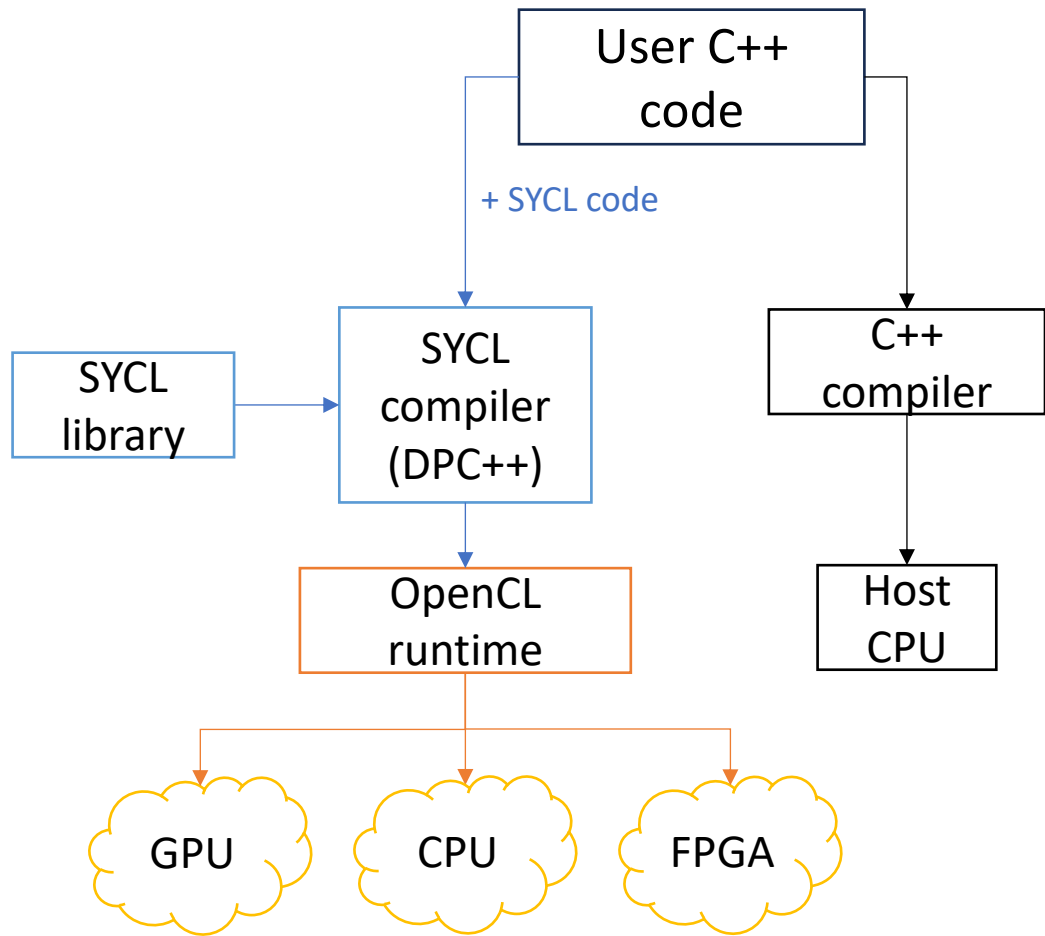 User C++
code
+ SYCL code
SYCL
compiler
(DPC++)
C++
compiler
SYCL
library
OpenCL
runtime
Host
CPU
GPU
CPU
FPGA